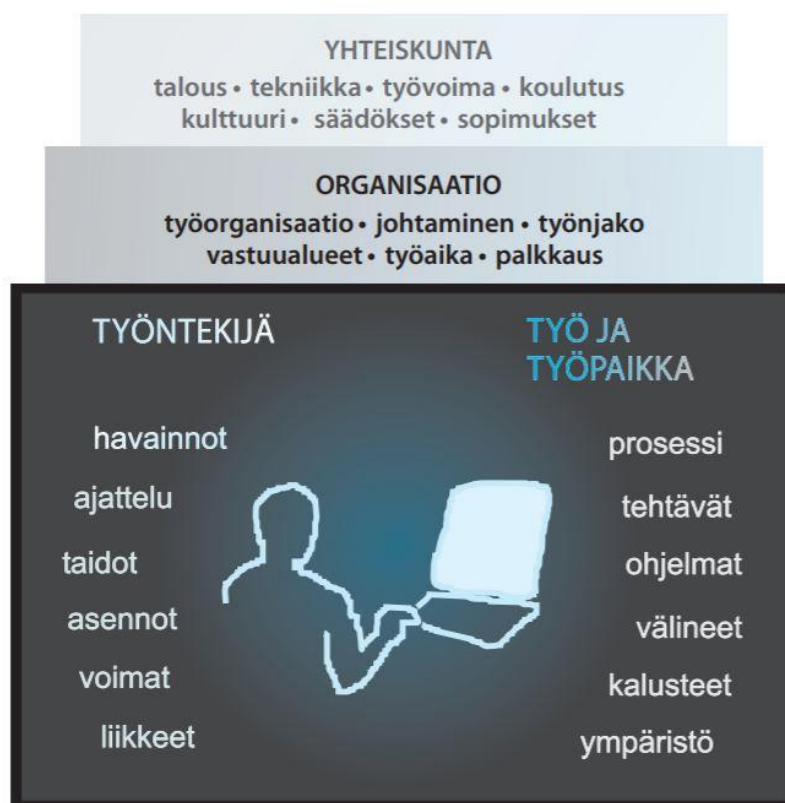 YHTEISKUNTA
talous • tekniikka • työvoima • koulutus
kulttuuri • säädökset • sopimukset
ORGANISAATIO
työorganisaatio • johtaminen • työnjako
vastuualueet • työaika • palkkaus
TYÖNTEKIJÄ
havainnot
ajattelu
taidot
asennot
voimat
liikkeet
TYÖ JA
TYÖPAIKKA
prosessi
tehtävät
ohjelmat
välineet
kalusteet
ympäristö